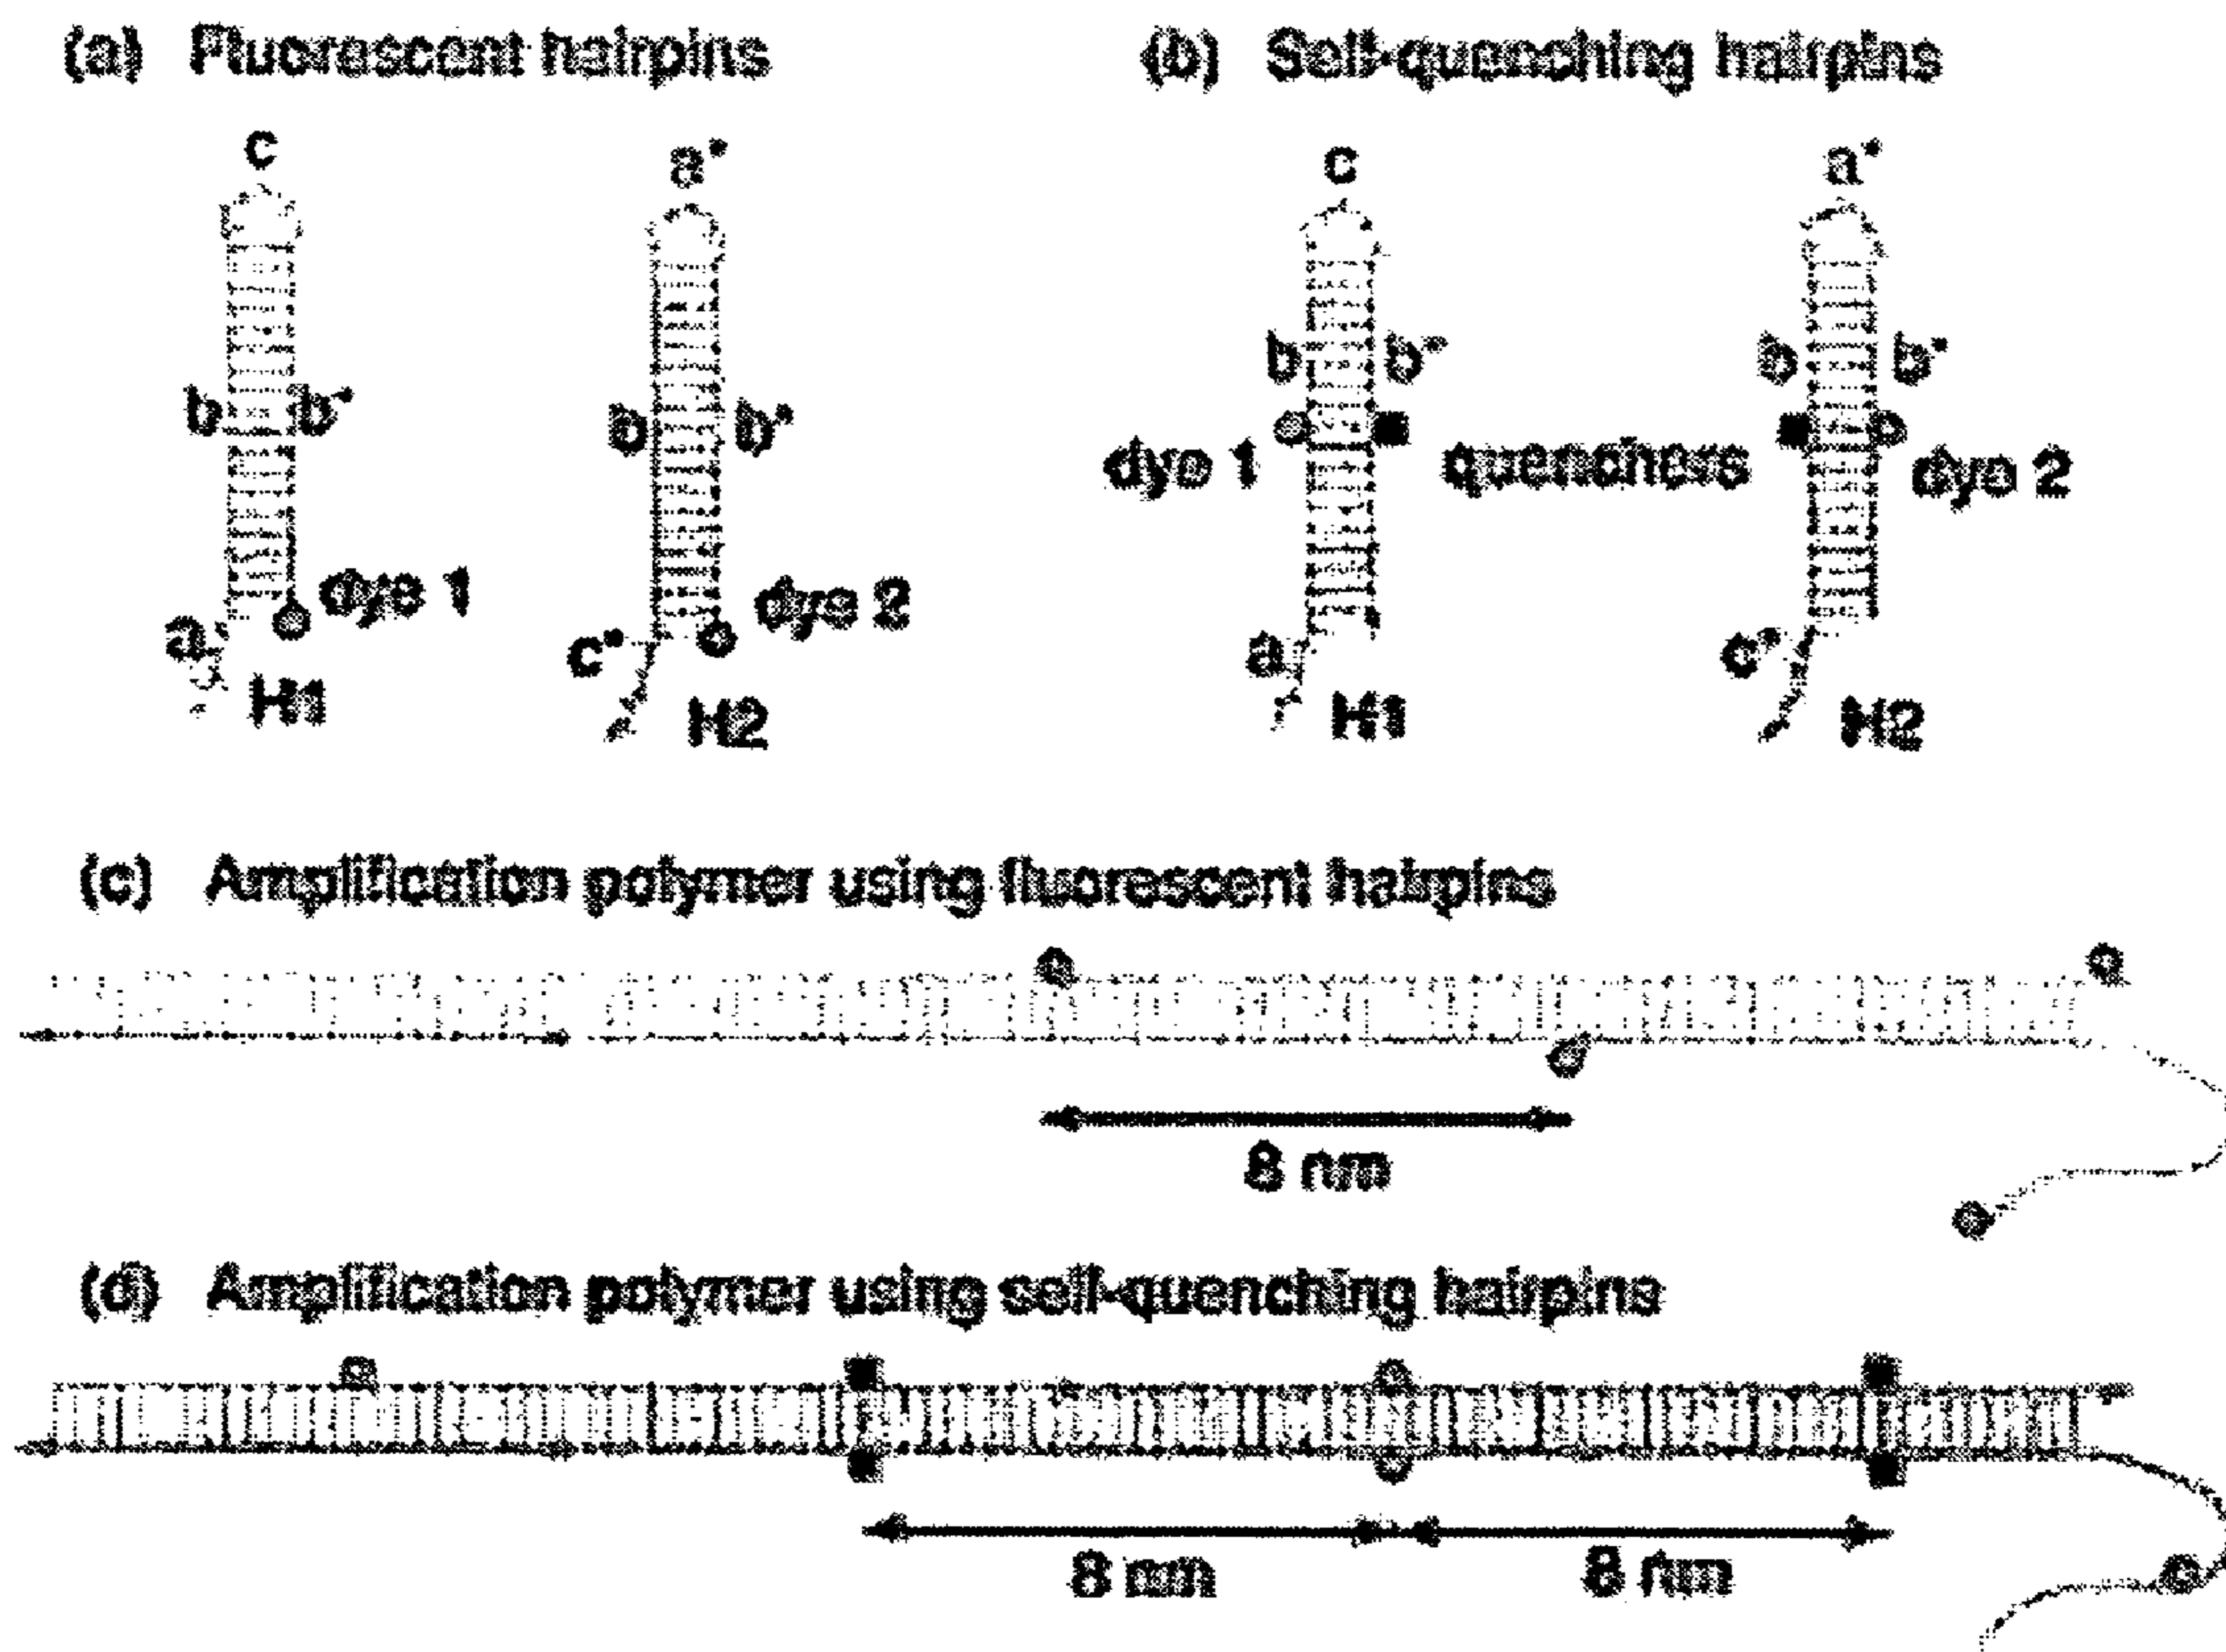 (a) Fluorescent hairpins
(b) Self-quenching hairpins
c
a*
c
a*
b b*
b b*
b b*
b b*
dye 1
quenchers
dye 2
dye 1
dye 2
a
c*
a
c*
H1
H2
H1
H2
(c) Amplification polymer using fluorescent hairpins
8 nm
(d) Amplification polymer using self-quenching hairpins
8 nm
8 nm